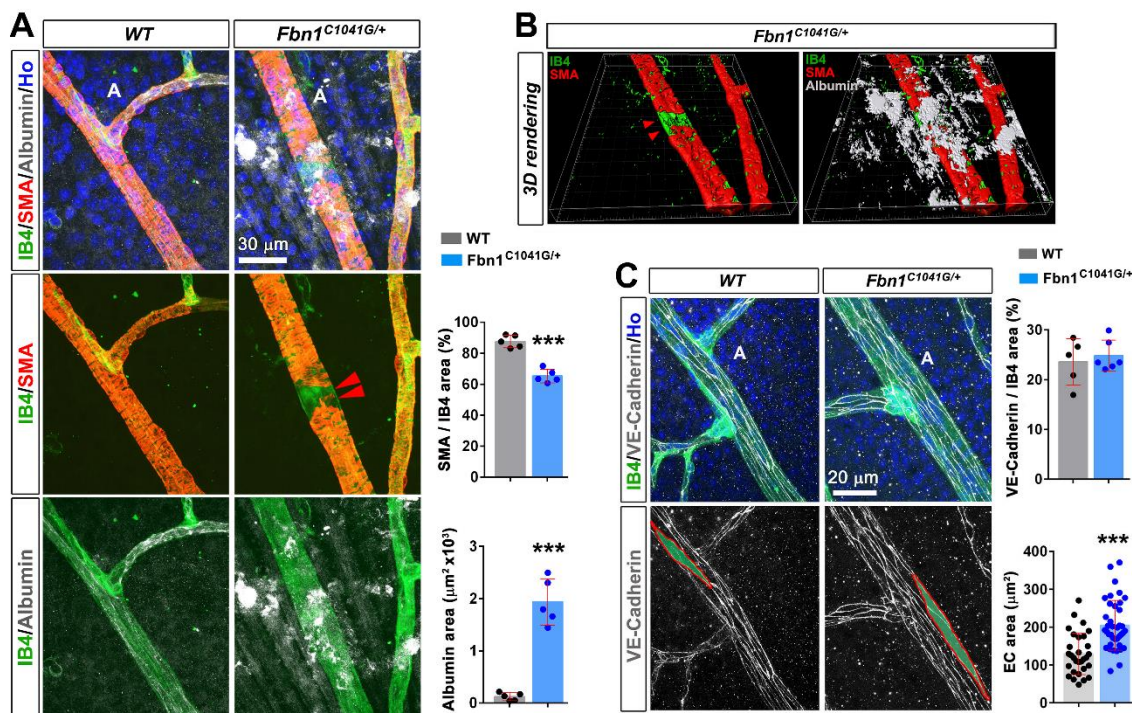 A
WT
Fbn1C1041G/+
IB4/SMA/Albumin/Ho
A
A
30 µm
IB4/SMA
IB4/Albumin
WT
Fbn1C1041G/+
SMA / IB4 area (%)
100
80
60
40
20
0
***
Albumin area (µm² x10³)
3
2
1
0
***
B
Fbn1C1041G/+
3D rendering
IB4
SMA
IB4
SMA
Albumin
C
WT
Fbn1C1041G/+
IB4/VE-Cadherin/Ho
A
A
20 µm
VE-Cadherin
WT
Fbn1C1041G/+
VE-Cadherin / IB4 area (%)
30
20
10
0
EC area (µm²)
400
300
200
100
0
***